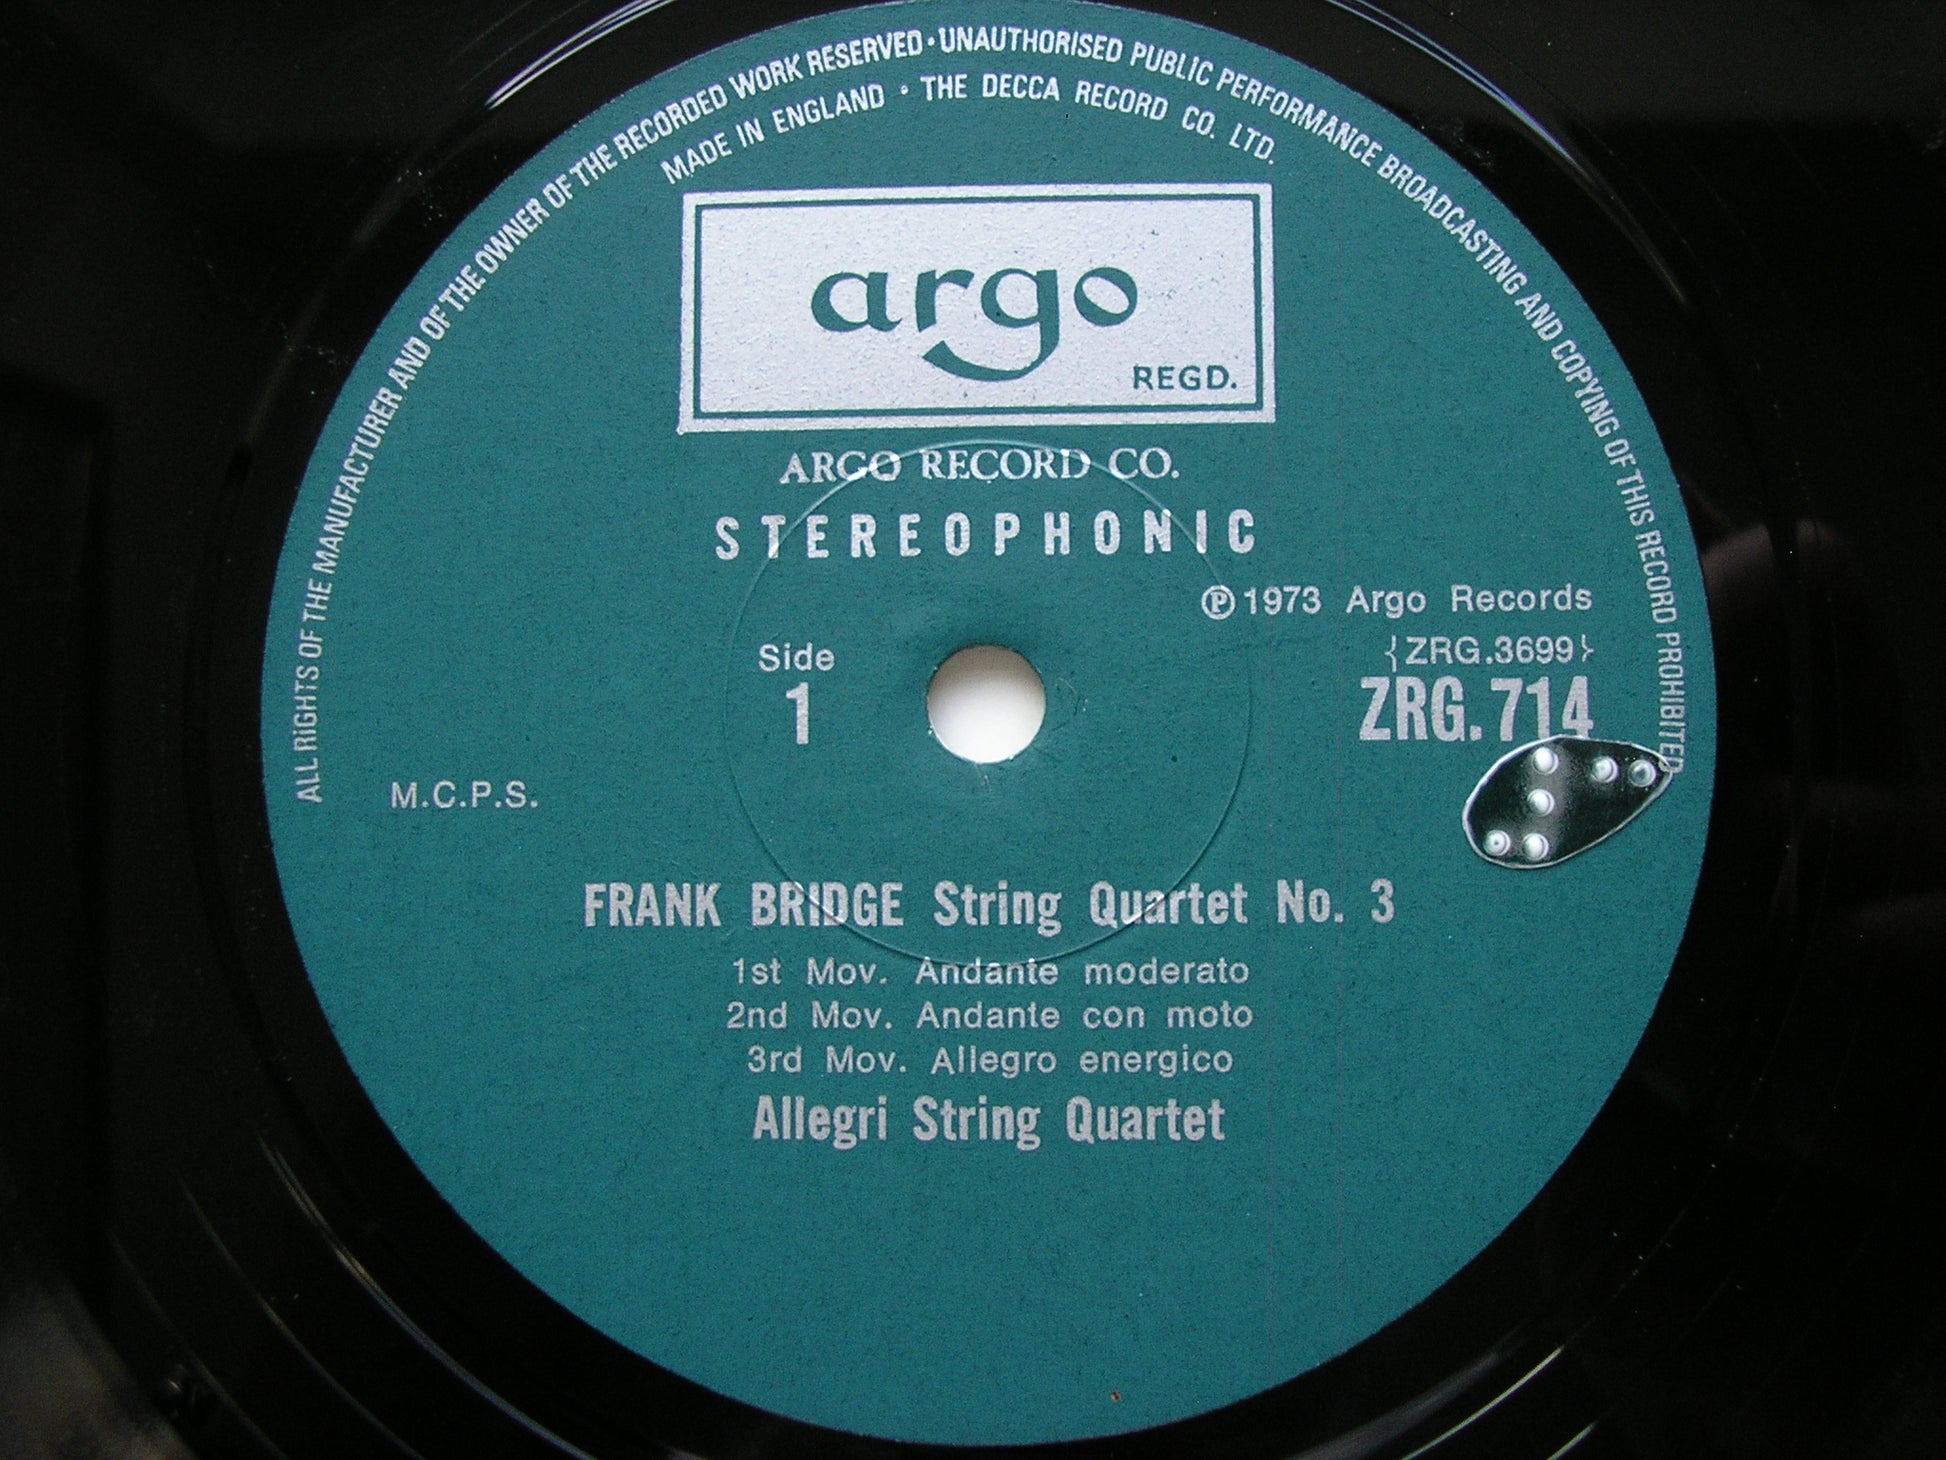 ALL RIGHTS OF THE MANUFACTURER AND OF THE OWNER OF THE RECORDED WORK RESERVED · UNAUTHORISED PUBLIC PERFORMANCE BROADCASTING AND COPYING OF THIS RECORD PROHIBITED
MADE IN ENGLAND · THE DECCA RECORD CO. LTD.
argo
REGD.
ARGO RECORD CO.
STEREOPHONIC
Ⓟ1973 Argo Records
Side
1
{ZRG.3699}
ZRG.714
M.C.P.S.
FRANK BRIDGE String Quartet No. 3
1st Mov. Andante moderato
2nd Mov. Andante con moto
3rd Mov. Allegro energico
Allegri String Quartet